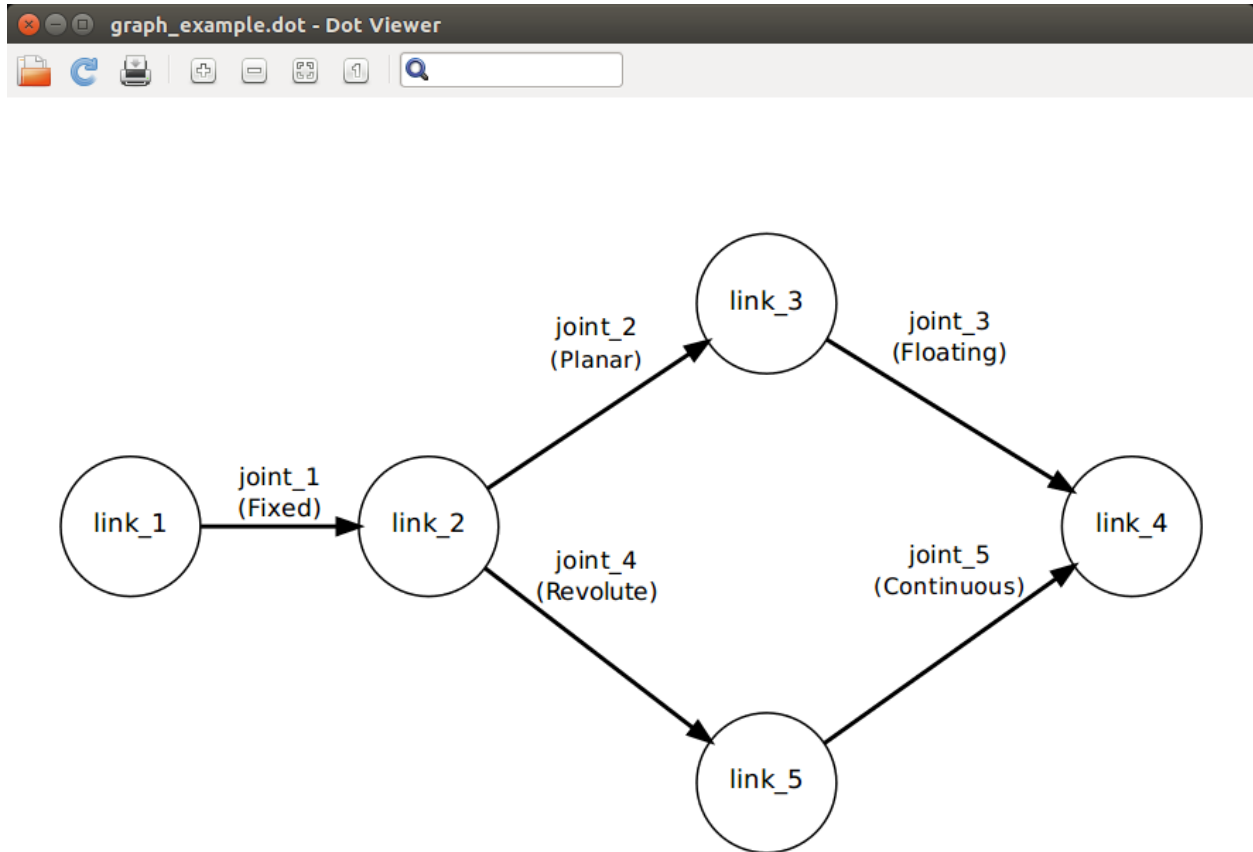 graph_example.dot - Dot Viewer
link_3
joint_2
(Planar)
joint_3
(Floating)
joint_1
(Fixed)
link_1
link_2
link_4
joint_4
(Revolute)
joint_5
(Continuous)
link_5